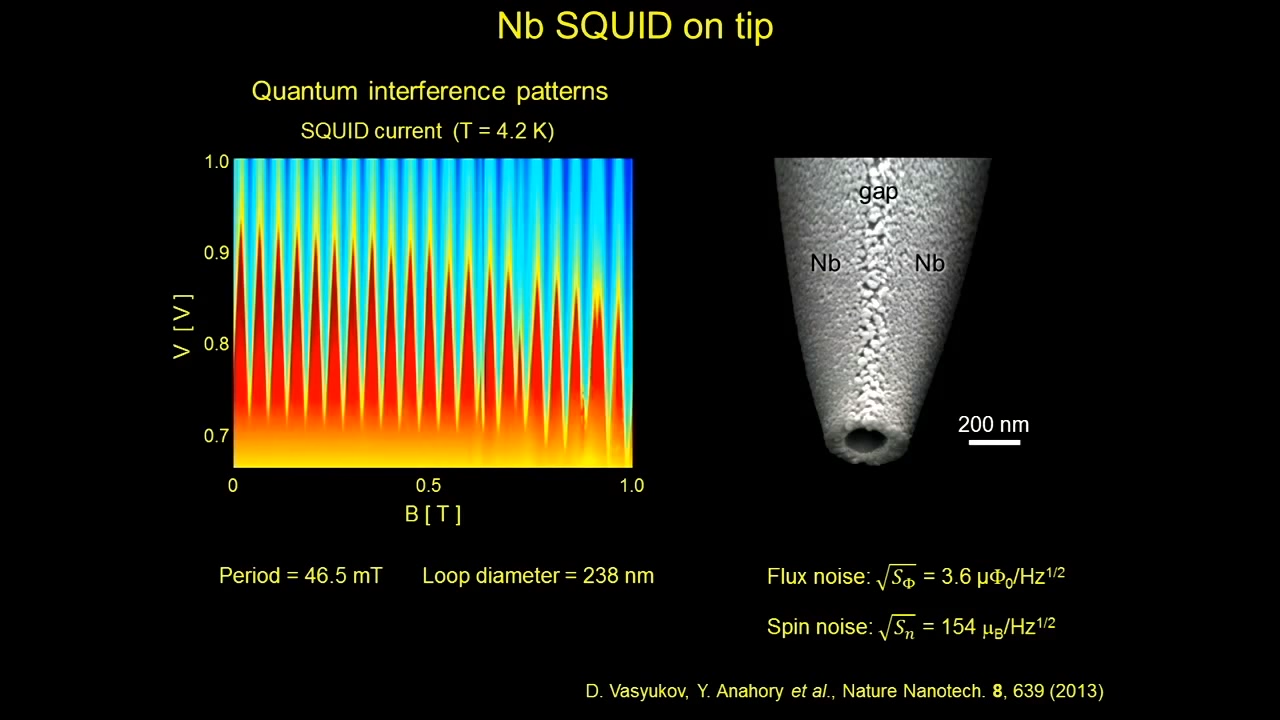 Nb SQUID on tip
Quantum interference patterns
SQUID current (T = 4.2 K)
1.0
0.9
0.8
0.7
V [ V ]
0
0.5
1.0
B [ T ]
gap
Nb
Nb
200 nm
Period = 46.5 mT
Loop diameter = 238 nm
Flux noise: √S_Φ = 3.6 μΦ₀/Hz^1/2
Spin noise: √S_n = 154 μ_B/Hz^1/2
D. Vasyukov, Y. Anahory et al., Nature Nanotech. 8, 639 (2013)